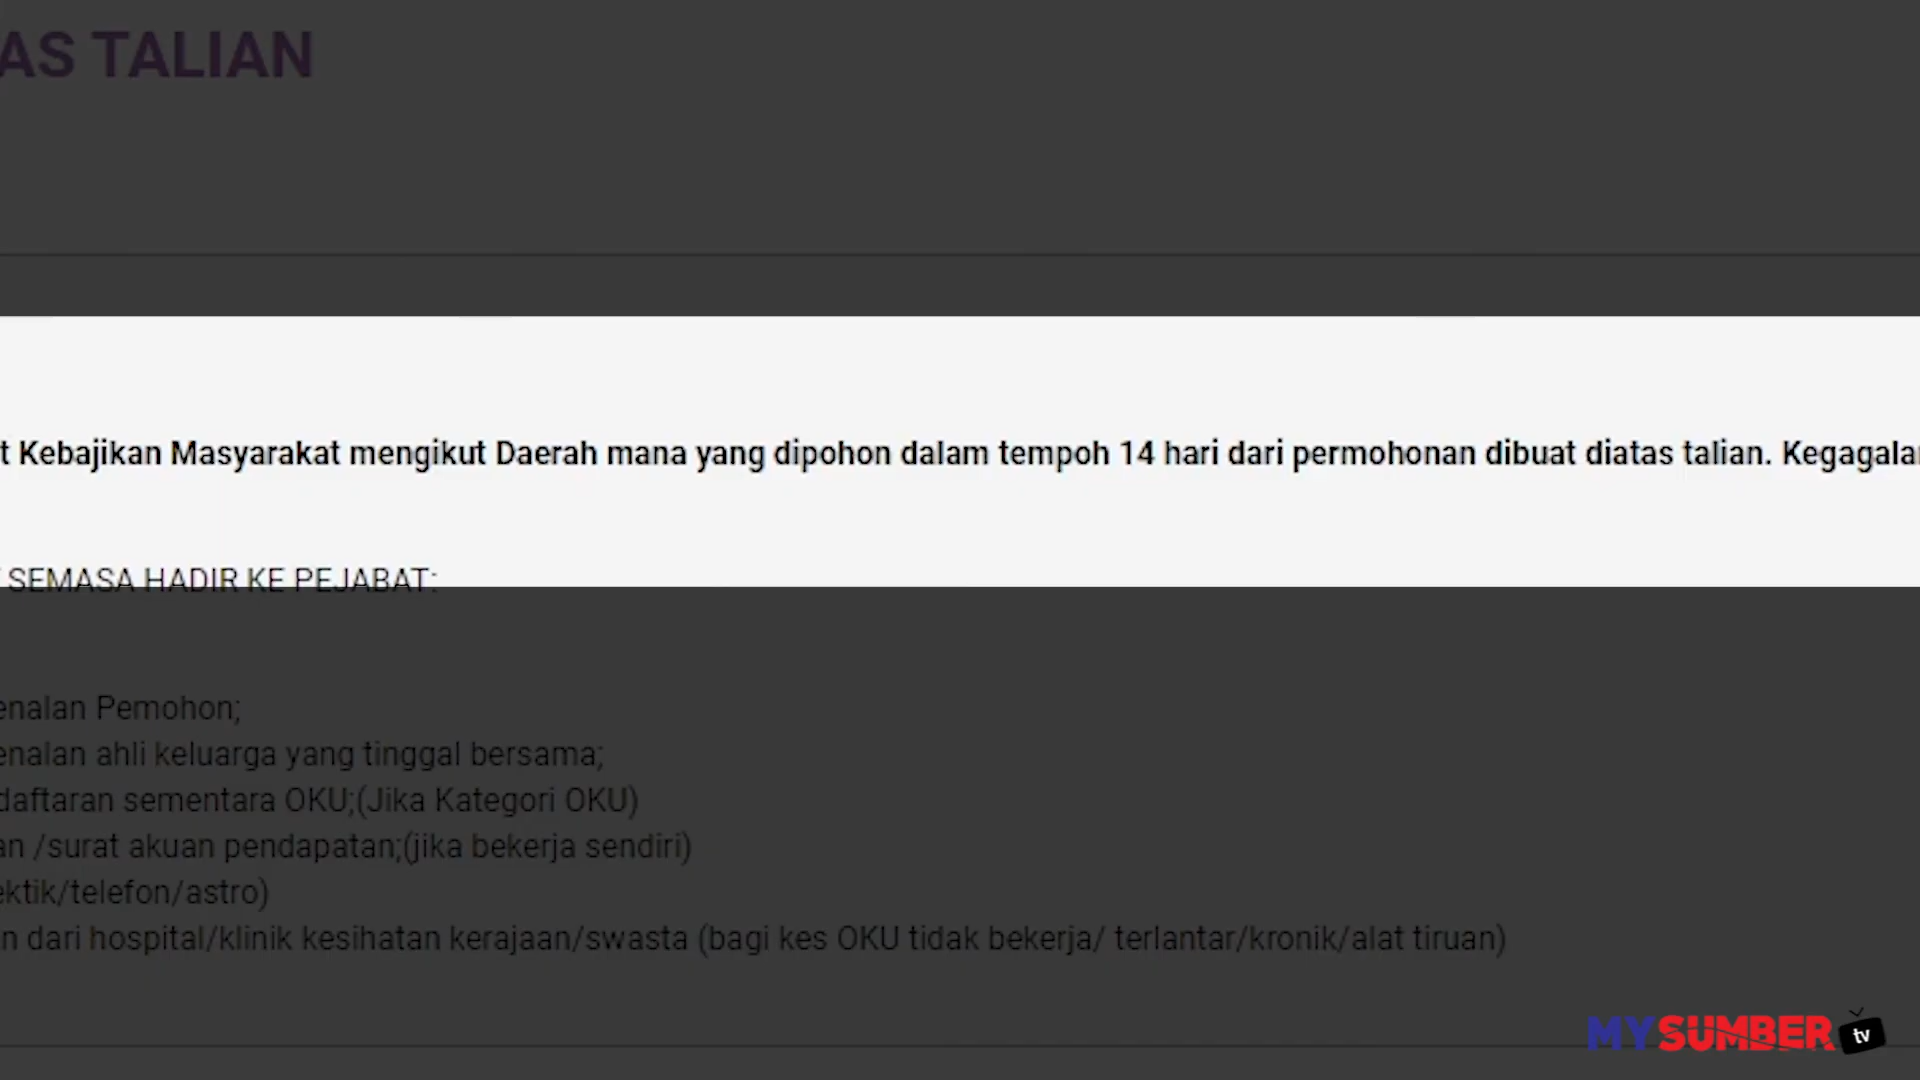 AS TALIAN
t Kebajikan Masyarakat mengikut Daerah mana yang dipohon dalam tempoh 14 hari dari permohonan dibuat diatas talian. Kegagala
SEMASA HADIR KE PEJABAT:
enalan Pemohon;
enalan ahli keluarga yang tinggal bersama;
daftaran sementara OKU;(Jika Kategori OKU)
an /surat akuan pendapatan;(jika bekerja sendiri)
ektik/telefon/astro)
n dari hospital/klinik kesihatan kerajaan/swasta (bagi kes OKU tidak bekerja/ terlantar/kronik/alat tiruan)
MYSUMBER tv